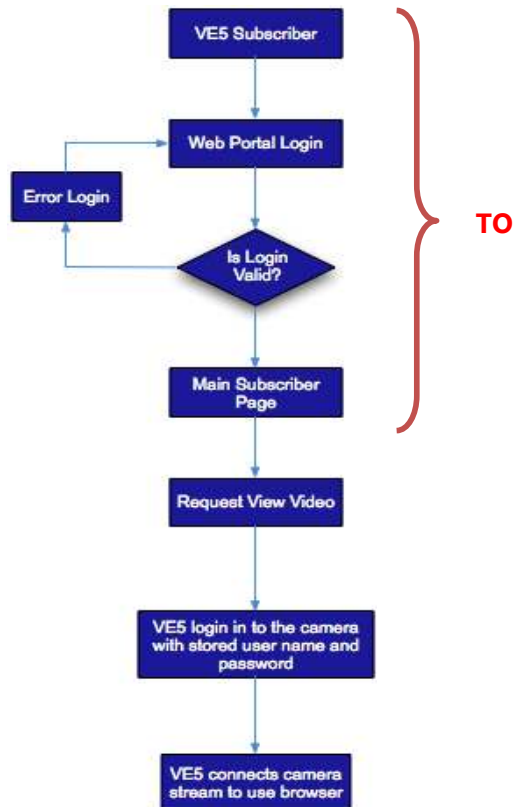 VE5 Subscriber
Web Portal Login
Error Login
TO
Is Login
Valid?
Main Subscriber
Page
Request View Video
VE5 login in to the camera
with stored user name and
password
VE5 connects camera
stream to use browser